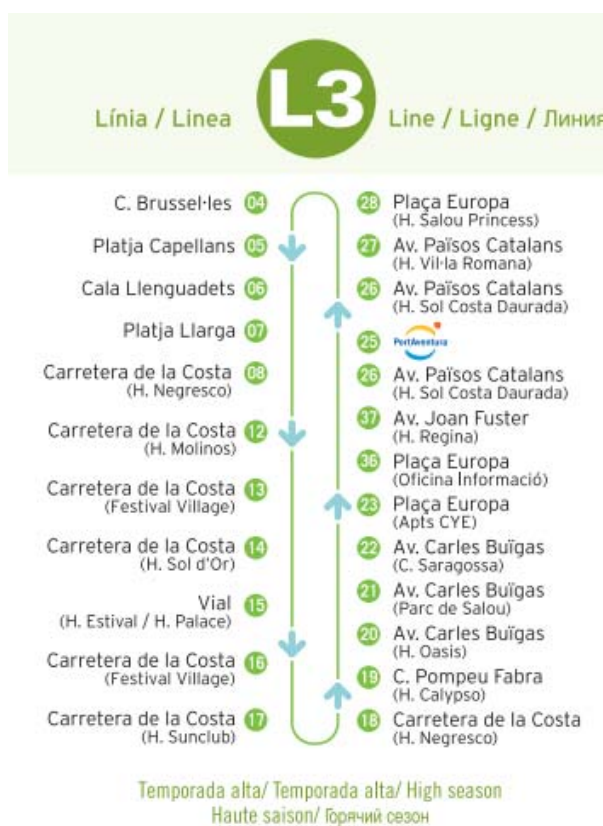 Línia / Linea
L3
Line / Ligne / Линия
C. Brussel·les 04
Platja Capellans 05
Cala Llenguadets 06
Platja Llarga 07
Carretera de la Costa 08
(H. Negresco)
Carretera de la Costa 12
(H. Molinos)
Carretera de la Costa 13
(Festival Village)
Carretera de la Costa 14
(H. Sol d'Or)
Vial 15
(H. Estival / H. Palace)
Carretera de la Costa 16
(Festival Village)
Carretera de la Costa 17
(H. Sunclub)
28 Plaça Europa
(H. Salou Princess)
27 Av. Països Catalans
(H. Vil·la Romana)
26 Av. Països Catalans
(H. Sol Costa Daurada)
25 PortAventura
26 Av. Països Catalans
(H. Sol Costa Daurada)
37 Av. Joan Fuster
(H. Regina)
36 Plaça Europa
(Oficina Informació)
23 Plaça Europa
(Apts CYE)
22 Av. Carles Buïgas
(C. Saragossa)
21 Av. Carles Buïgas
(Parc de Salou)
20 Av. Carles Buïgas
(H. Oasis)
19 C. Pompeu Fabra
(H. Calypso)
18 Carretera de la Costa
(H. Negresco)
Temporada alta/ Temporada alta/ High season
Haute saison/ Горячий сезон